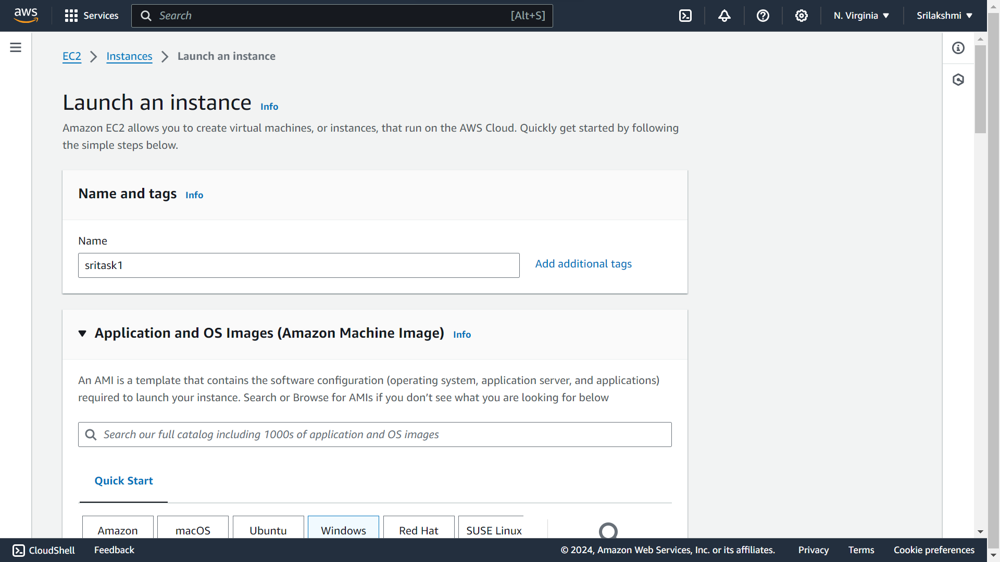 aws
Services
Search
[Alt+S]
N. Virginia
Srilakshmi
EC2
Instances
Launch an instance
Launch an instance
Info
Amazon EC2 allows you to create virtual machines, or instances, that run on the AWS Cloud. Quickly get started by following
the simple steps below.
Name and tags
Info
Name
sritask1
Add additional tags
Application and OS Images (Amazon Machine Image)
Info
An AMI is a template that contains the software configuration (operating system, application server, and applications)
required to launch your instance. Search or Browse for AMIs if you don’t see what you are looking for below
Search our full catalog including 1000s of application and OS images
Quick Start
Amazon
macOS
Ubuntu
Windows
Red Hat
SUSE Linux
CloudShell
Feedback
© 2024, Amazon Web Services, Inc. or its affiliates.
Privacy
Terms
Cookie preferences